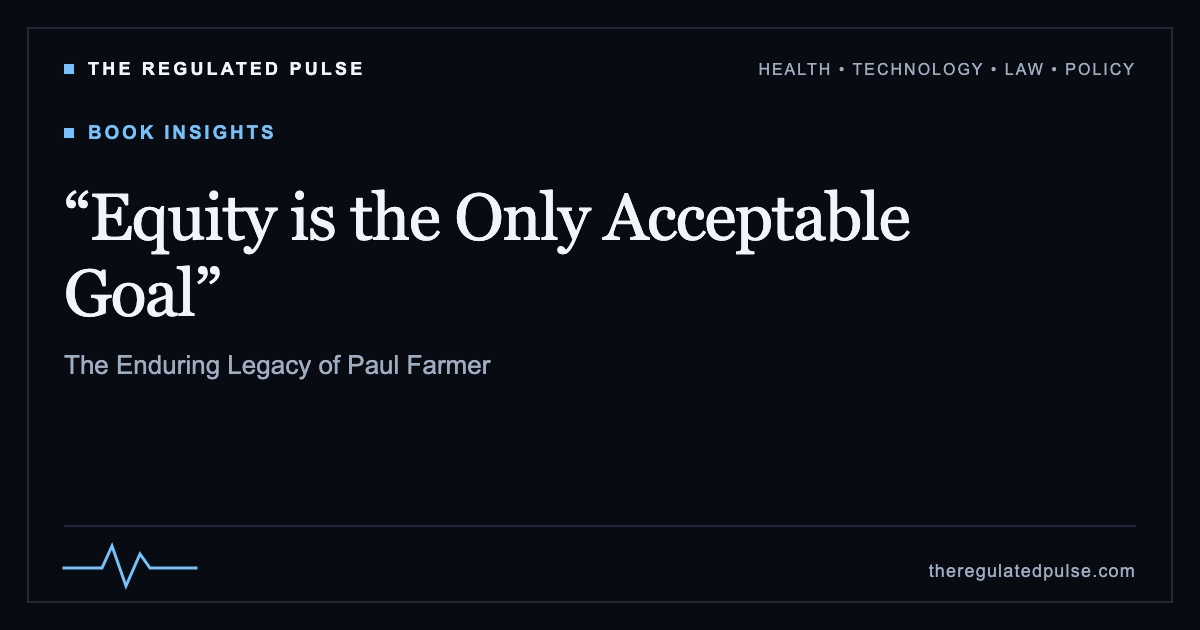 THE REGULATED PULSE
HEALTH • TECHNOLOGY • LAW • POLICY
BOOK INSIGHTS
“Equity is the Only Acceptable
Goal”
The Enduring Legacy of Paul Farmer
theregulatedpulse.com